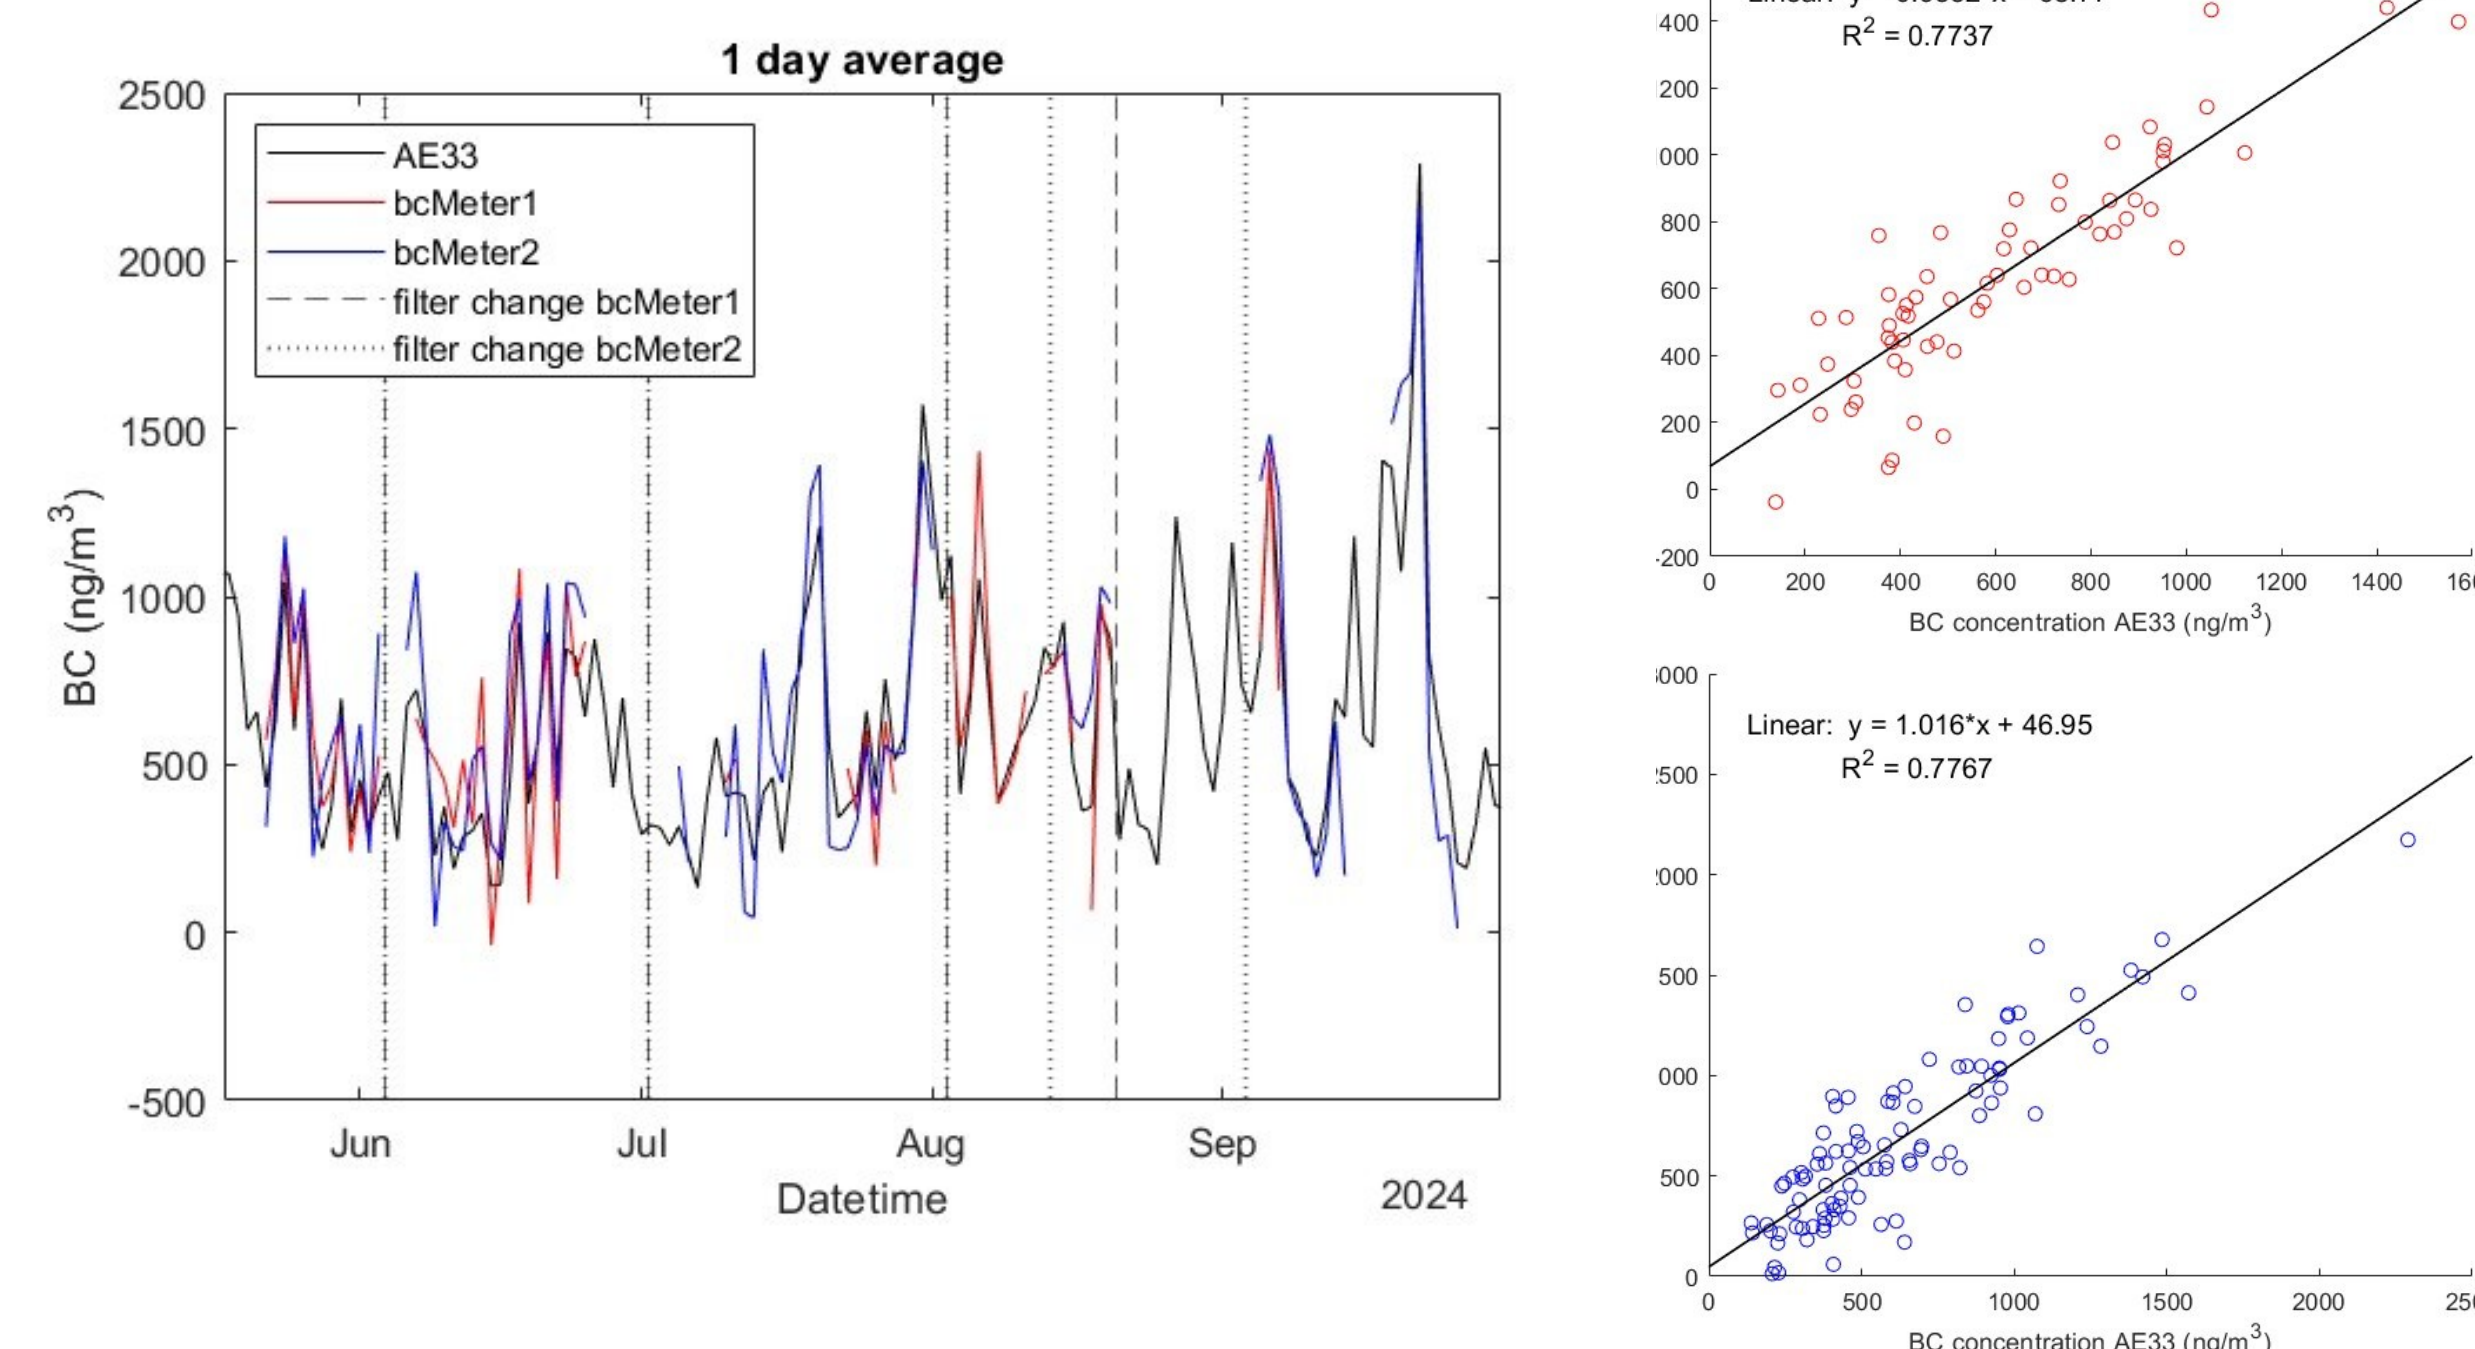 1 day average
2500
2000
1500
1000
500
0
-500
BC (ng/m³)
AE33
bcMeter1
bcMeter2
filter change bcMeter1
filter change bcMeter2
Jun Jul Aug Sep
Datetime
2024
R² = 0.7737
400
200
000
800
600
400
200
0
-200
0 200 400 600 800 1000 1200 1400
BC concentration AE33 (ng/m³)
Linear: y = 1.016*x + 46.95
R² = 0.7767
000
500
000
500
000
500
0
0 500 1000 1500 2000
BC concentration AE33 (ng/m³)